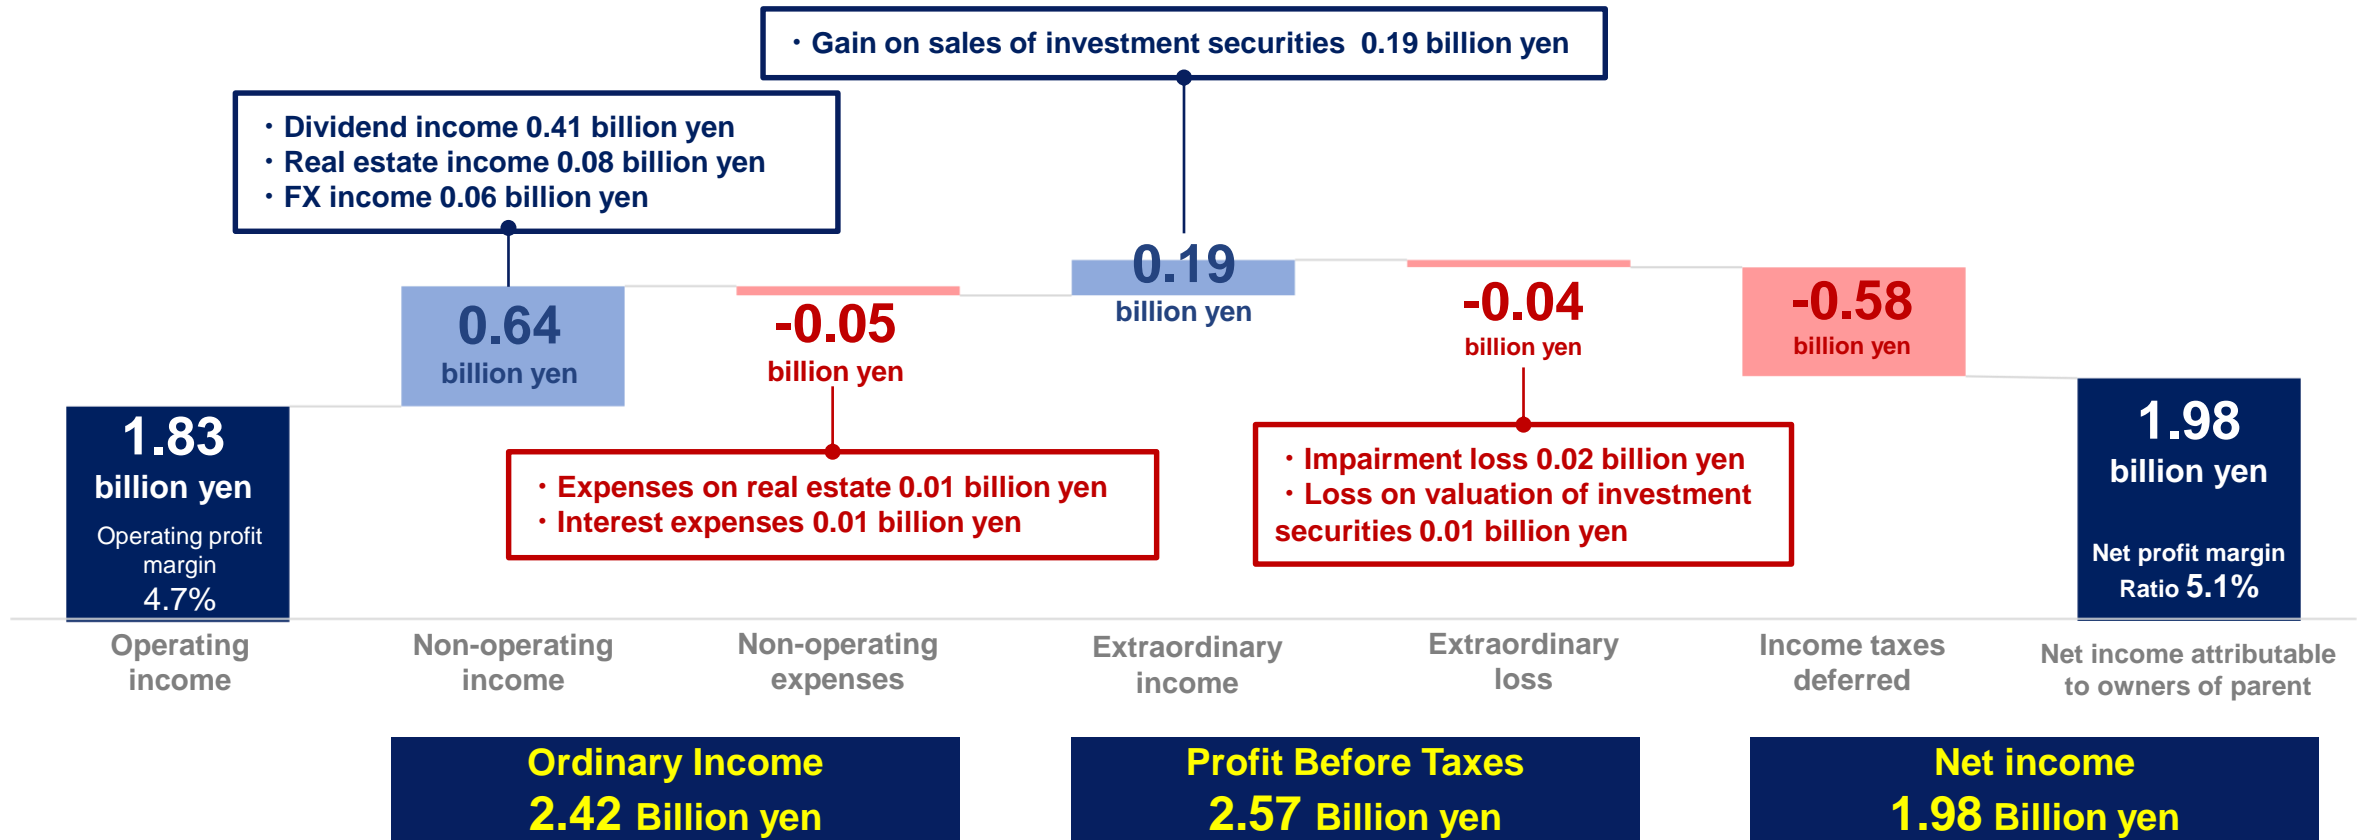 ・Gain on sales of investment securities  0.19 billion yen
・Dividend income 0.41 billion yen
・Real estate income 0.08 billion yen
・FX income 0.06 billion yen
1.83
billion yen
Operating profit
margin
4.7%
0.64
billion yen
-0.05
billion yen
・Expenses on real estate 0.01 billion yen
・Interest expenses 0.01 billion yen
0.19
billion yen
-0.04
billion yen
・Impairment loss 0.02 billion yen
・Loss on valuation of investment
securities 0.01 billion yen
-0.58
billion yen
1.98
billion yen
Net profit margin
Ratio 5.1%
Operating
income
Non-operating
income
Non-operating
expenses
Extraordinary
income
Extraordinary
loss
Income taxes
deferred
Net income attributable
to owners of parent
Ordinary Income
2.42 Billion yen
Profit Before Taxes
2.57 Billion yen
Net income
1.98 Billion yen